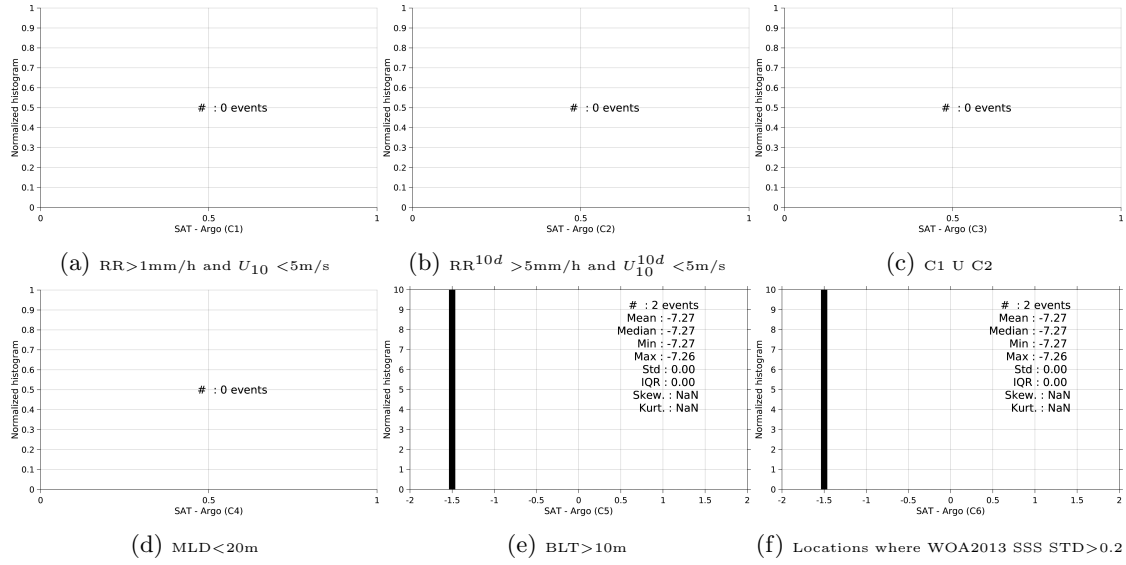 Normalized histogram
1
0.9
0.8
0.7
0.6
0.5
0.4
0.3
0.2
0.1
0
# : 0 events
0 0.5 1
SAT - Argo (C1)
(a) RR>1mm/h and U10 <5m/s
Normalized histogram
1
0.9
0.8
0.7
0.6
0.5
0.4
0.3
0.2
0.1
0
# : 0 events
0 0.5 1
SAT - Argo (C2)
(b) RR10d >5mm/h and U10d10 <5m/s
Normalized histogram
1
0.9
0.8
0.7
0.6
0.5
0.4
0.3
0.2
0.1
0
# : 0 events
0 0.5 1
SAT - Argo (C3)
(c) C1 U C2
Normalized histogram
1
0.9
0.8
0.7
0.6
0.5
0.4
0.3
0.2
0.1
0
# : 0 events
0 0.5 1
SAT - Argo (C4)
(d) MLD<20m
Normalized histogram
10
9
8
7
6
5
4
3
2
1
0
# : 2 events
Mean : -7.27
Median : -7.27
Min : -7.27
Max : -7.26
Std : 0.00
IQR : 0.00
Skew. : NaN
Kurt. : NaN
-2 -1.5 -1 -0.5 0 0.5 1 1.5 2
SAT - Argo (C5)
(e) BLT>10m
Normalized histogram
10
9
8
7
6
5
4
3
2
1
0
# : 2 events
Mean : -7.27
Median : -7.27
Min : -7.27
Max : -7.26
Std : 0.00
IQR : 0.00
Skew. : NaN
Kurt. : NaN
-2 -1.5 -1 -0.5 0 0.5 1 1.5 2
SAT - Argo (C6)
(f) Locations where WOA2013 SSS STD>0.2